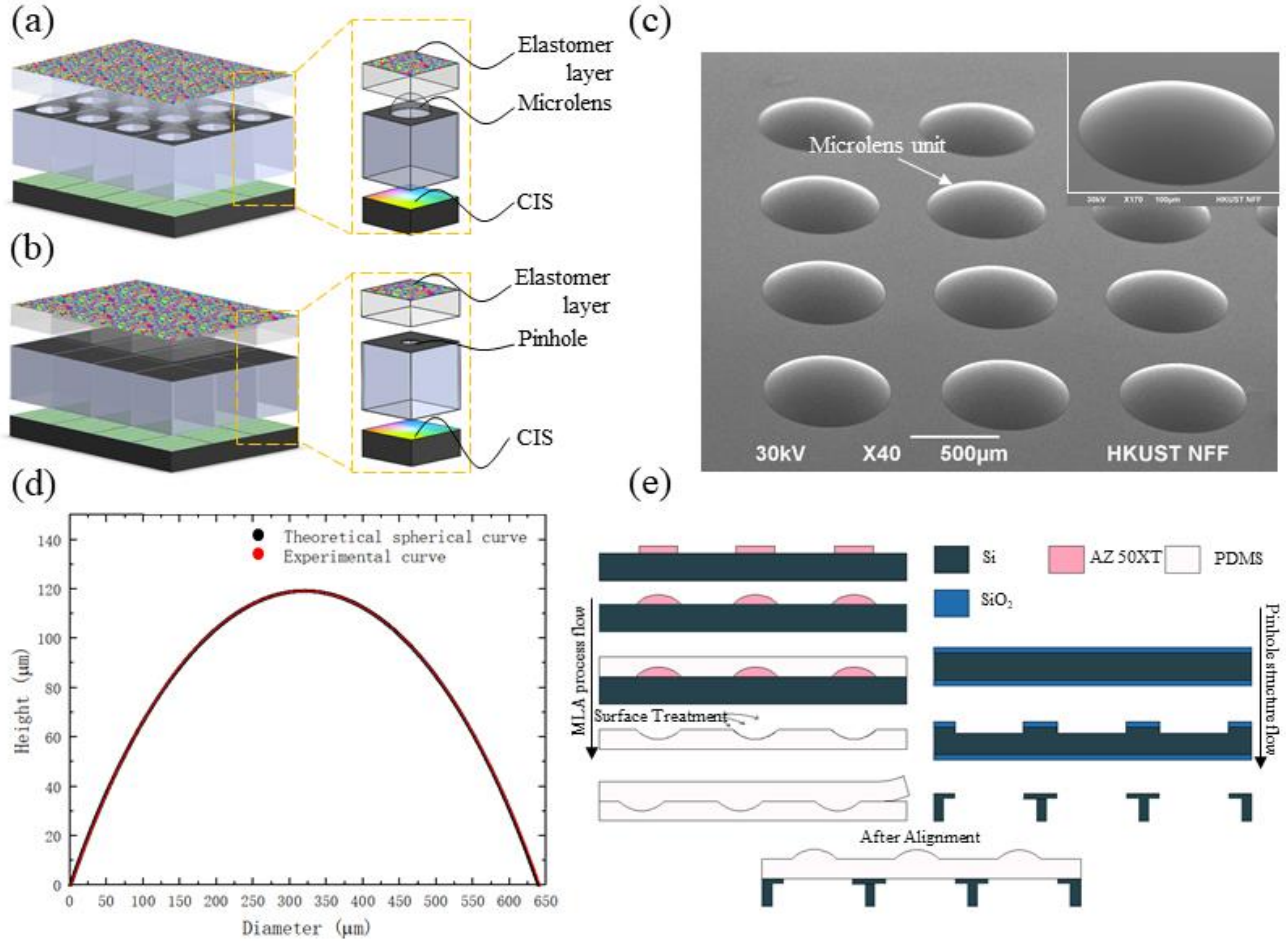 (a)
Elastomer
layer
Microlens
CIS
(b)
Elastomer
layer
Pinhole
CIS
(c)
Microlens unit
30kV X170 100µm HKUST NFF
30kV X40 500µm HKUST NFF
(d)
Theoretical spherical curve
Experimental curve
Height (µm)
140
120
100
80
60
40
20
0
0 50 100 150 200 250 300 350 400 450 500 550 600 650
Diameter (µm)
(e)
Si
AZ 50XT
PDMS
SiO₂
MLA process flow
Surface Treatment
Pinhole structure flow
After Alignment